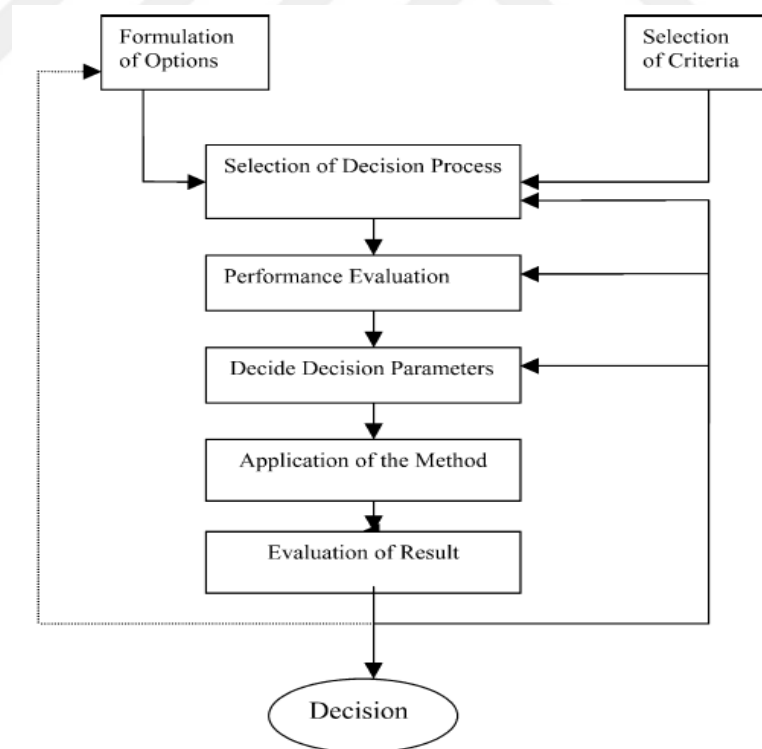 Formulation
of Options
Selection
of Criteria
Selection of Decision Process
Performance Evaluation
Decide Decision Parameters
Application of the Method
Evaluation of Result
Decision